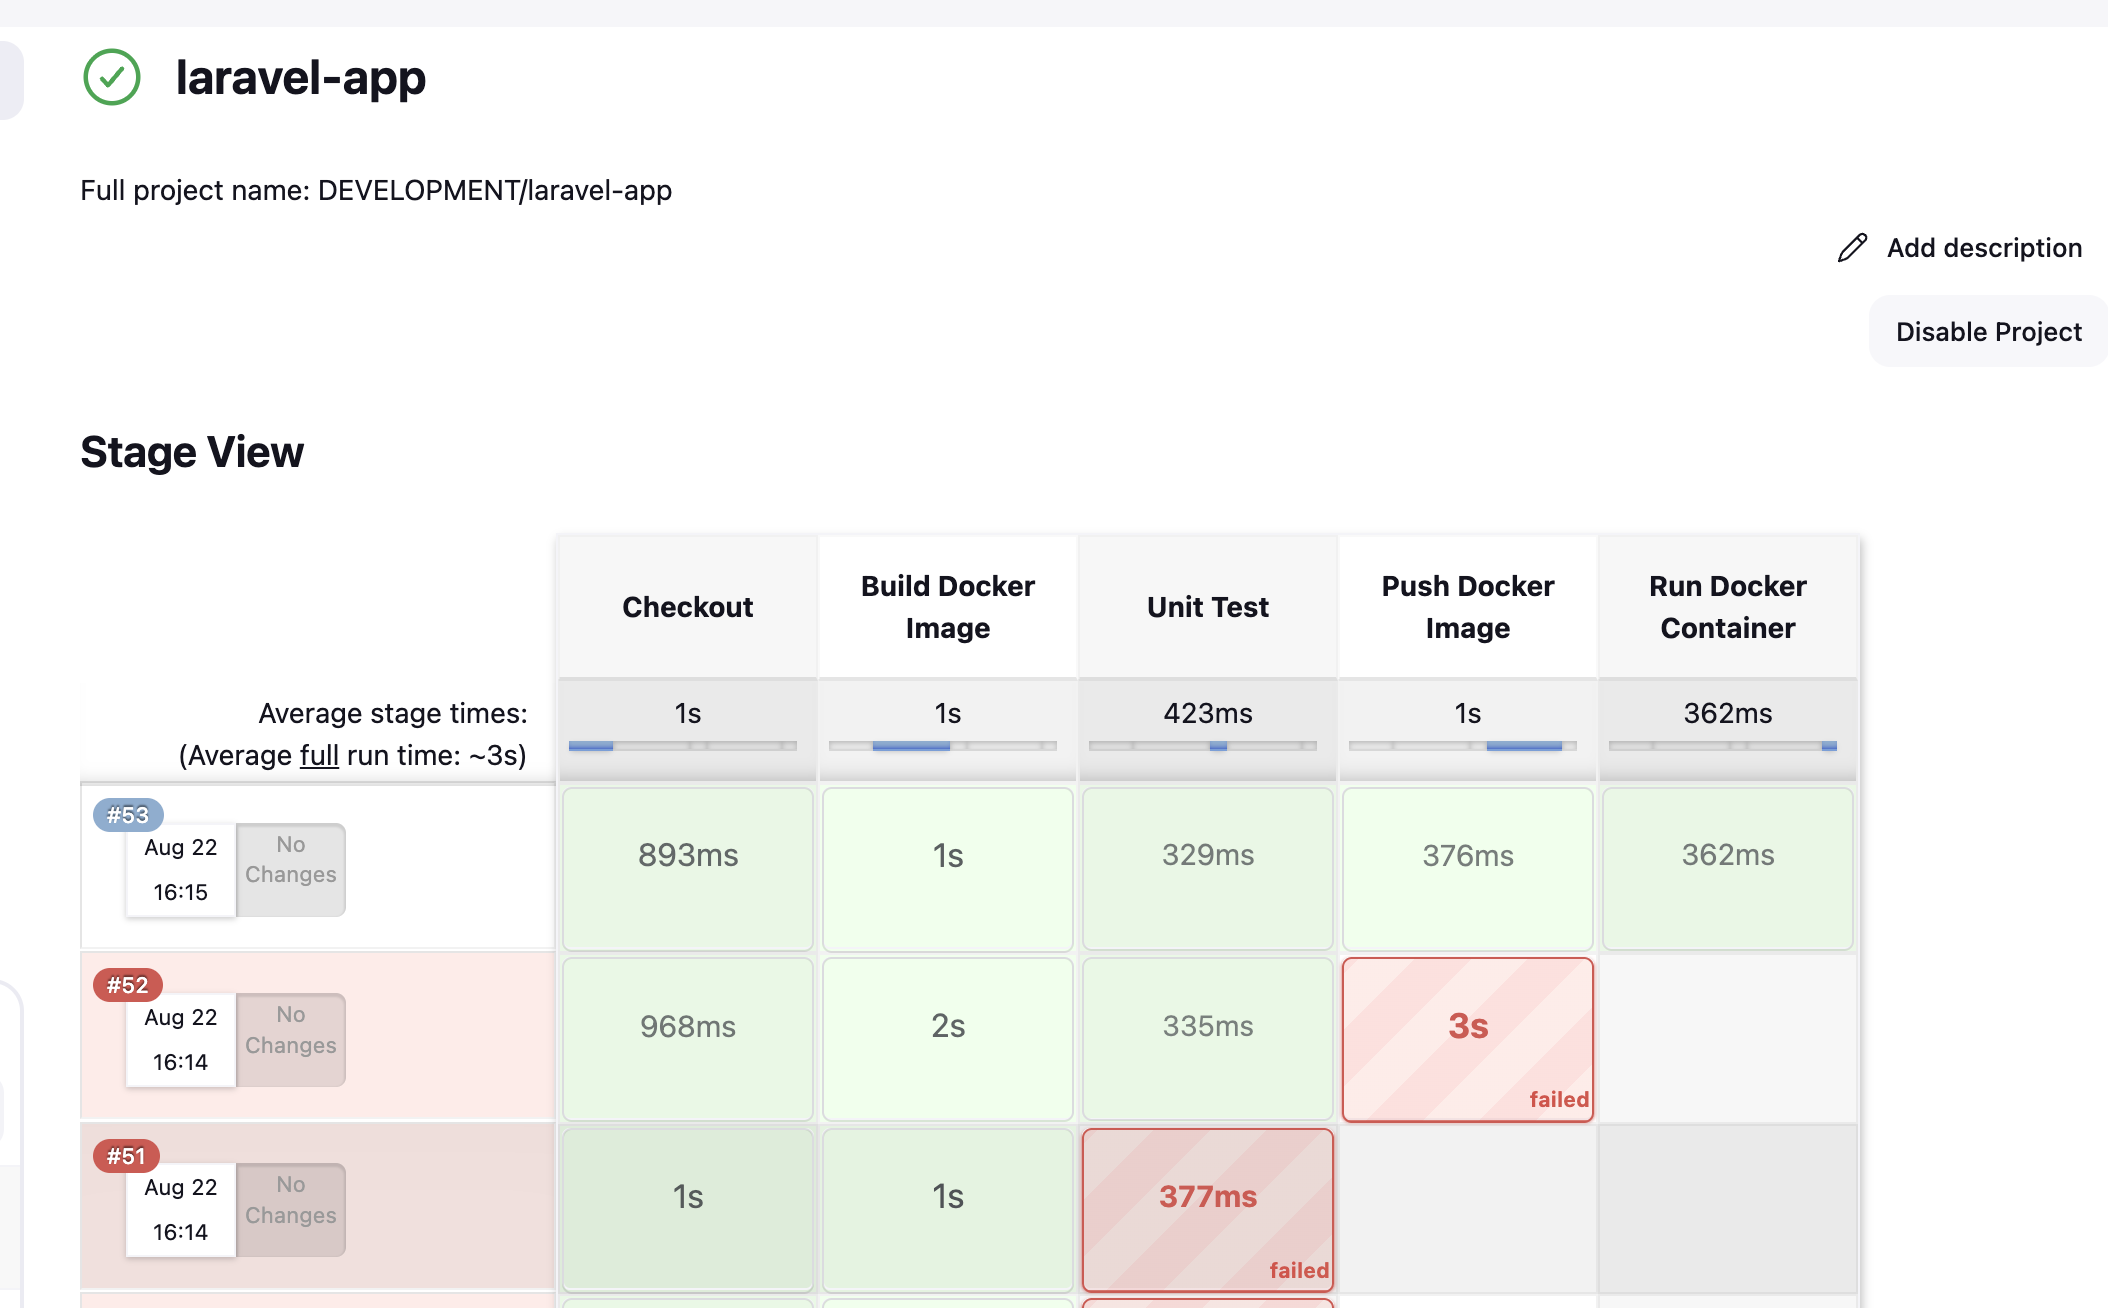 laravel-app
Full project name: DEVELOPMENT/laravel-app
Add description
Disable Project
Stage View
Checkout
Build Docker
Image
Unit Test
Push Docker
Image
Run Docker
Container
Average stage times:
(Average full run time: ~3s)
1s
1s
423ms
1s
362ms
#53
Aug 22
16:15
No
Changes
893ms
1s
329ms
376ms
362ms
#52
Aug 22
16:14
No
Changes
968ms
2s
335ms
3s
failed
#51
Aug 22
16:14
No
Changes
1s
1s
377ms
failed